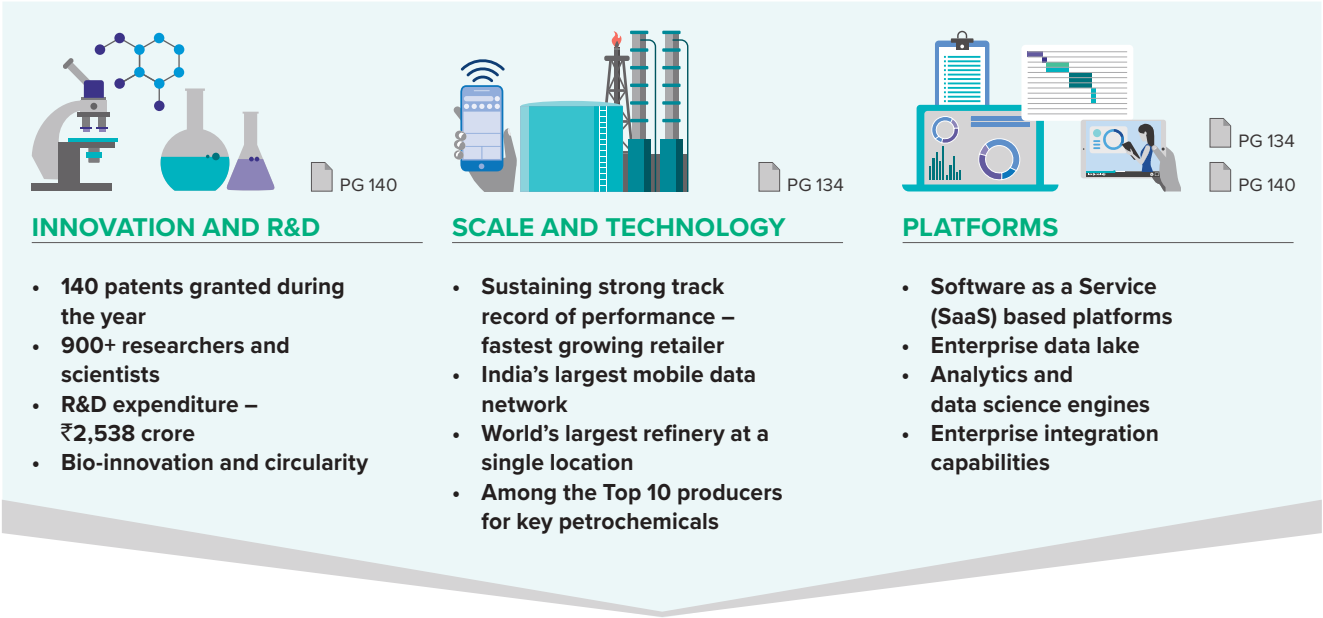 PG 140
INNOVATION AND R&D
• 140 patents granted during
the year
• 900+ researchers and
scientists
• R&D expenditure –
₹2,538 crore
• Bio-innovation and circularity
PG 134
SCALE AND TECHNOLOGY
• Sustaining strong track
record of performance –
fastest growing retailer
• India’s largest mobile data
network
• World’s largest refinery at a
single location
• Among the Top 10 producers
for key petrochemicals
PG 134
PG 140
PLATFORMS
• Software as a Service
(SaaS) based platforms
• Enterprise data lake
• Analytics and
data science engines
• Enterprise integration
capabilities